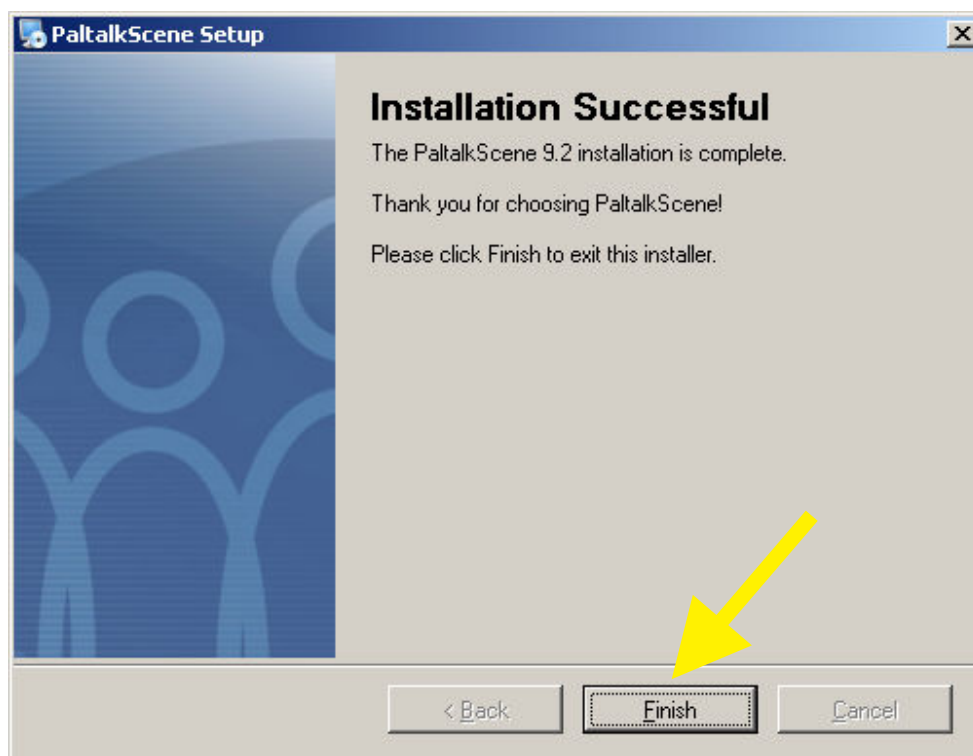 PaltalkScene Setup
Installation Successful
The PaltalkScene 9.2 installation is complete.
Thank you for choosing PaltalkScene!
Please click Finish to exit this installer.
< Back
Finish
Cancel